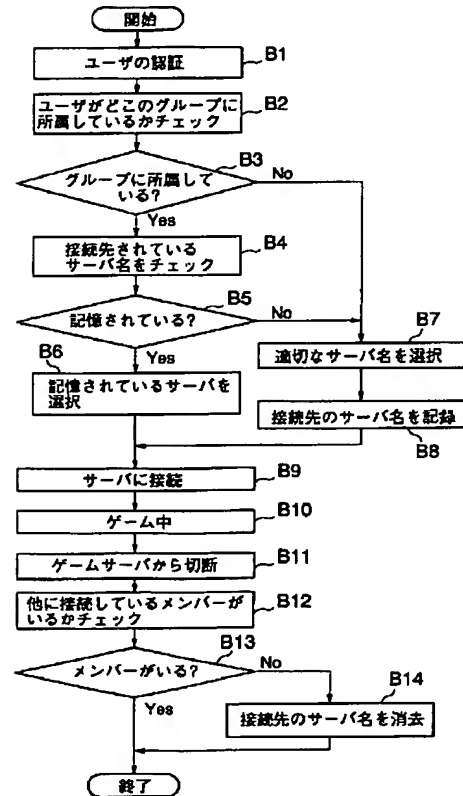 開始
ユーザの認証
B1
ユーザがどこのグループに
所属しているかチェック
B2
グループに所属して
いる?
B3
No
Yes
接続先されている
サーバ名をチェック
B4
記憶されている?
B5
No
Yes
B6
記憶されているサーバを
選択
B7
適切なサーバ名を選択
接続先のサーバ名を記録
B8
サーバに接続
B9
ゲーム中
B10
ゲームサーバから切断
B11
他に接続しているメンバーが
いるかチェック
B12
メンバーがいる?
B13
No
Yes
B14
接続先のサーバ名を消去
終了